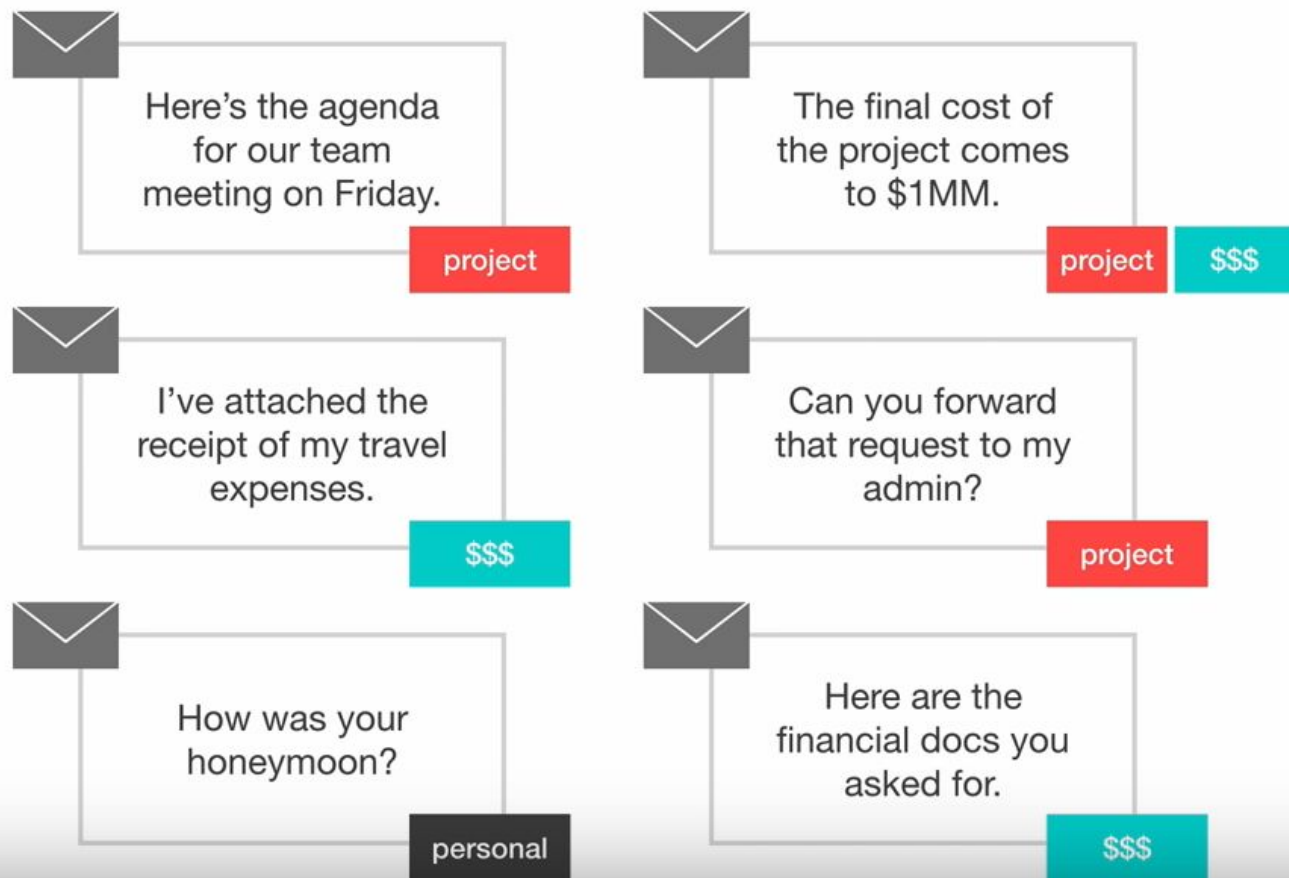 Here's the agenda
for our team
meeting on Friday.
project
The final cost of
the project comes
to $1MM.
project
$$$
I've attached the
receipt of my travel
expenses.
$$$
Can you forward
that request to my
admin?
project
How was your
honeymoon?
personal
Here are the
financial docs you
asked for.
$$$